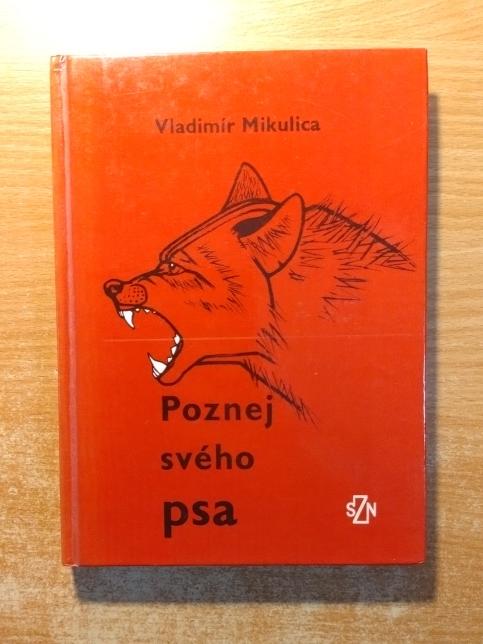 Vladimír Mikulica
Poznej
svého
psa
SZN